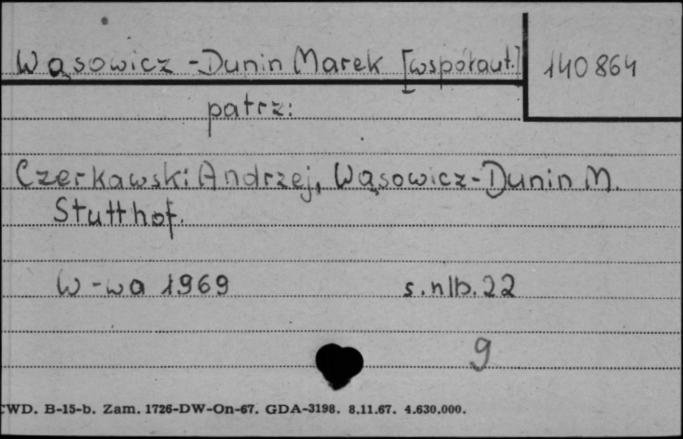 Wąsowicz-Dunin Marek [współaut.]
140864
patrz:
Czerkawski Andrzej, Wąsowicz-Dunin M.
Stutthof.
W-wa 1969 s.nlb.22
9
CWD. B-15-b. Zam. 1726-DW-On-67. GDA-3198. 8.11.67. 4.630.000.